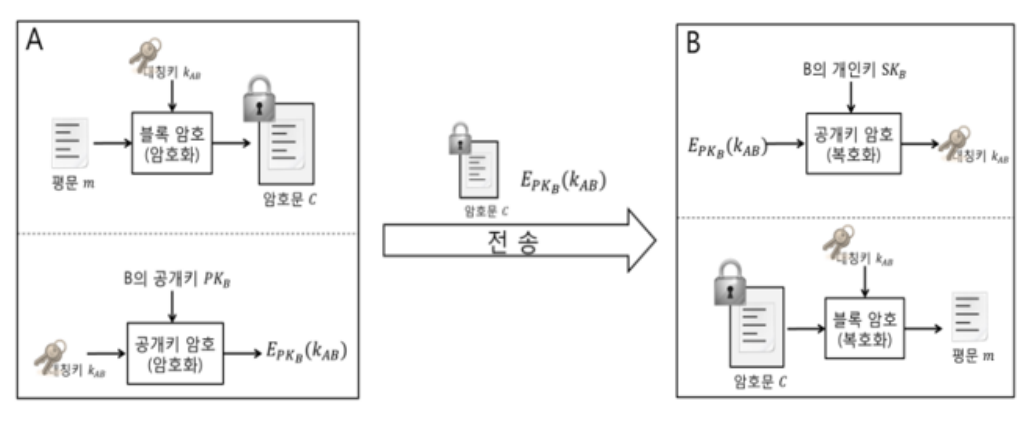 A
대칭키 k_{AB}
블록 암호
(암호화)
평문 m
암호문 C
B의 공개키 PK_B
공개키 암호
(암호화)
대칭키 k_{AB}
E_{PK_B}(k_{AB})
암호문 C
E_{PK_B}(k_{AB})
전 송
B
B의 개인키 SK_B
E_{PK_B}(k_{AB})
공개키 암호
(복호화)
대칭키 k_{AB}
대칭키 k_{AB}
블록 암호
(복호화)
암호문 C
평문 m